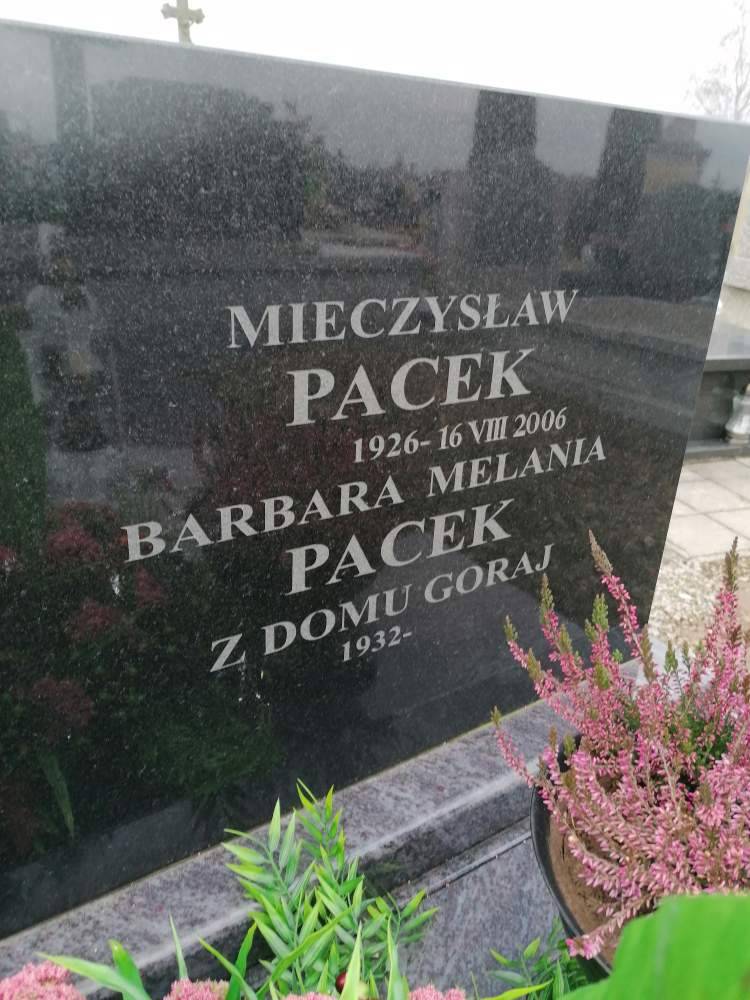 MIECZYSŁAW
PACEK
1926- 16 VIII 2006
BARBARA MELANIA
PACEK
Z DOMU GORAJ
1932-